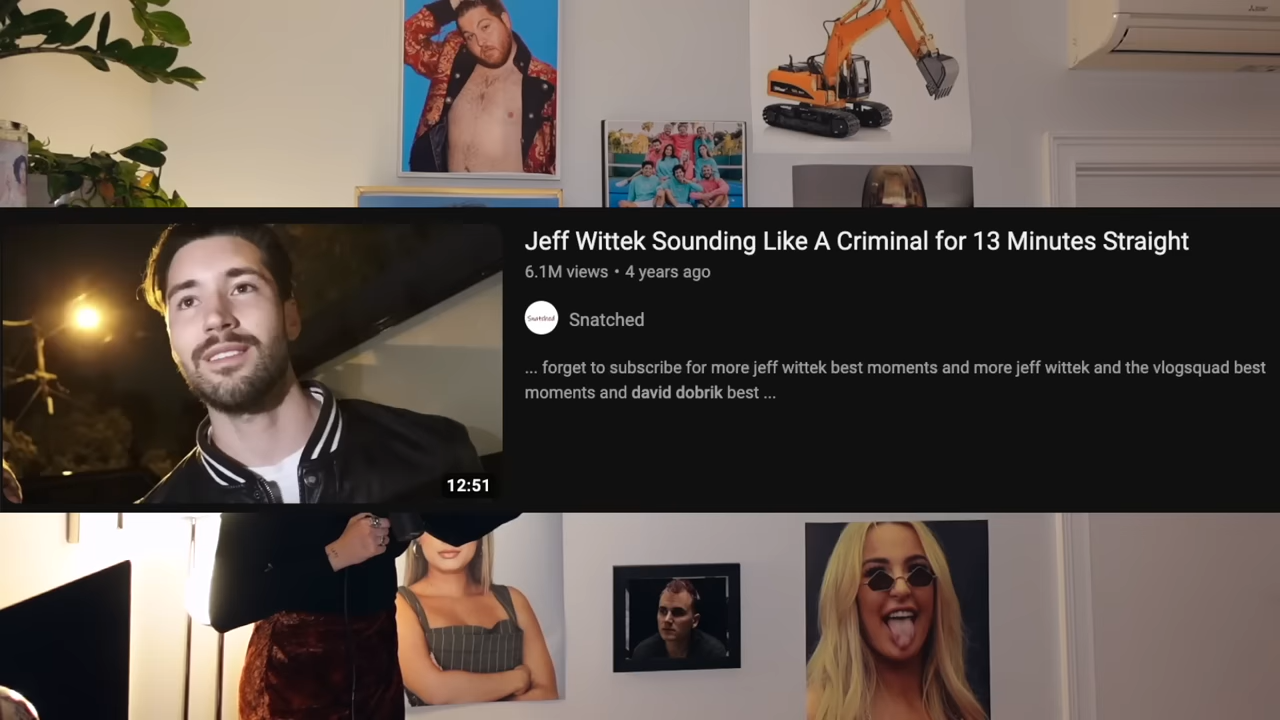 Jeff Wittek Sounding Like A Criminal for 13 Minutes Straight
6.1M views • 4 years ago
Snatched
Snatched
... forget to subscribe for more jeff wittek best moments and more jeff wittek and the vlogsquad best
moments and david dobrik best ...
12:51